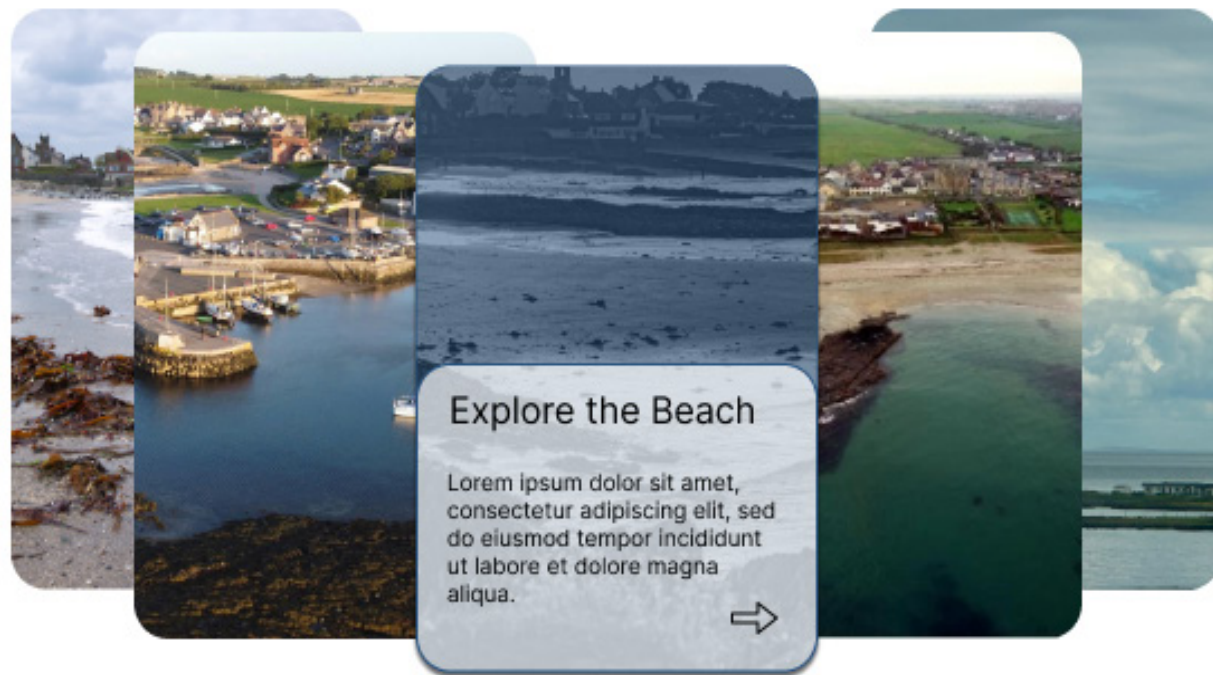 Explore the Beach
Lorem ipsum dolor sit amet,
consectetur adipiscing elit, sed
do eiusmod tempor incididunt
ut labore et dolore magna
aliqua.